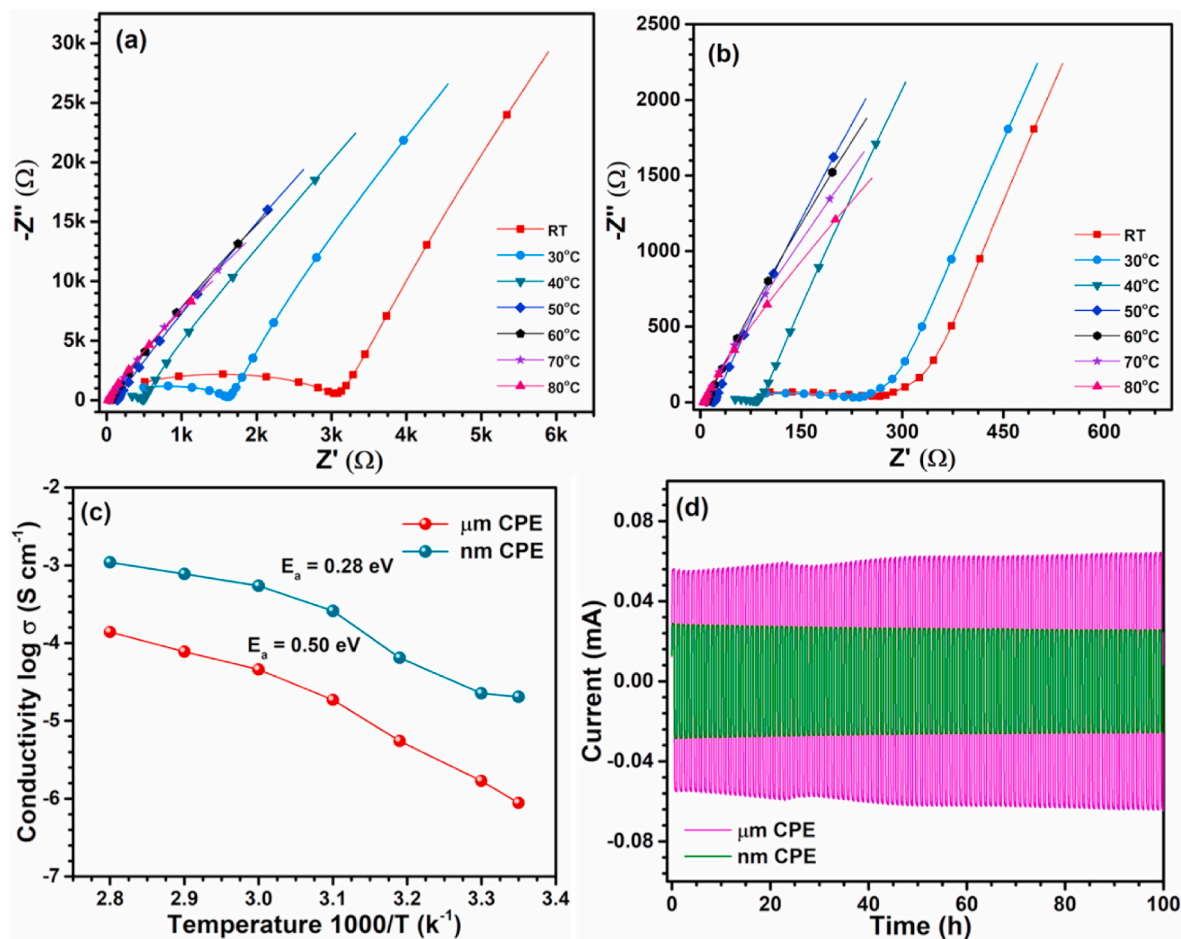 (a)
30k
25k
20k
15k
10k
5k
0
-Z'' (Ω)
RT
30°C
40°C
50°C
60°C
70°C
80°C
0 1k 2k 3k 4k 5k 6k
Z' (Ω)
(b)
2500
2000
1500
1000
500
0
-Z'' (Ω)
RT
30°C
40°C
50°C
60°C
70°C
80°C
0 150 300 450 600
Z' (Ω)
(c)
-2
-3
-4
-5
-6
-7
Conductivity log σ (S cm⁻¹)
μm CPE
nm CPE
Eₐ = 0.28 eV
Eₐ = 0.50 eV
2.8 2.9 3.0 3.1 3.2 3.3 3.4
Temperature 1000/T (k⁻¹)
(d)
0.08
0.04
0.00
-0.04
-0.08
Current (mA)
μm CPE
nm CPE
0 20 40 60 80 100
Time (h)